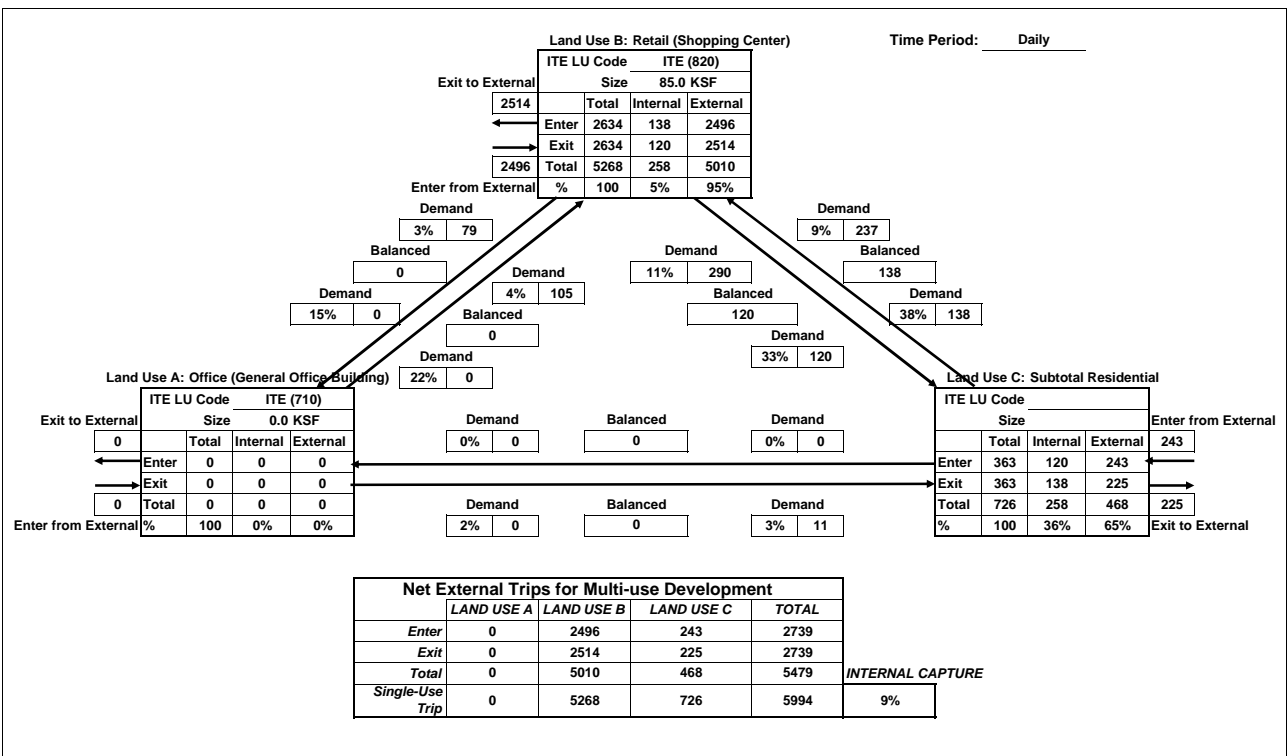 Land Use B: Retail (Shopping Center)
Time Period: Daily
ITE LU Code ITE (820)
Exit to External Size 85.0 KSF
2514 Total Internal External
Enter 2634 138 2496
Exit 2634 120 2514
2496 Total 5268 258 5010
Enter from External % 100 5% 95%
Demand Demand
3% 79 9% 237
Balanced Demand Balanced
0 11% 290 138
Demand Demand Balanced Demand
15% 0 4% 105 120 38% 138
Balanced
0
Demand
33% 120
Demand
22% 0
Land Use A: Office (General Office Building)
Land Use C: Subtotal Residential
ITE LU Code ITE (710)
Exit to External Size 0.0 KSF
0 Total Internal External
Enter 0 0 0
Exit 0 0 0
0 Total 0 0 0
Enter from External % 100 0% 0%
Demand Balanced Demand
0% 0 0 0% 0
Demand Balanced Demand
2% 0 0 3% 11
ITE LU Code
Size Enter from External
Total Internal External 243
Enter 363 120 243
Exit 363 138 225
Total 726 258 468 225
% 100 36% 65% Exit to External
Net External Trips for Multi-use Development
LAND USE A LAND USE B LAND USE C TOTAL
Enter 0 2496 243 2739
Exit 0 2514 225 2739
Total 0 5010 468 5479 INTERNAL CAPTURE
Single-Use
Trip 0 5268 726 5994 9%